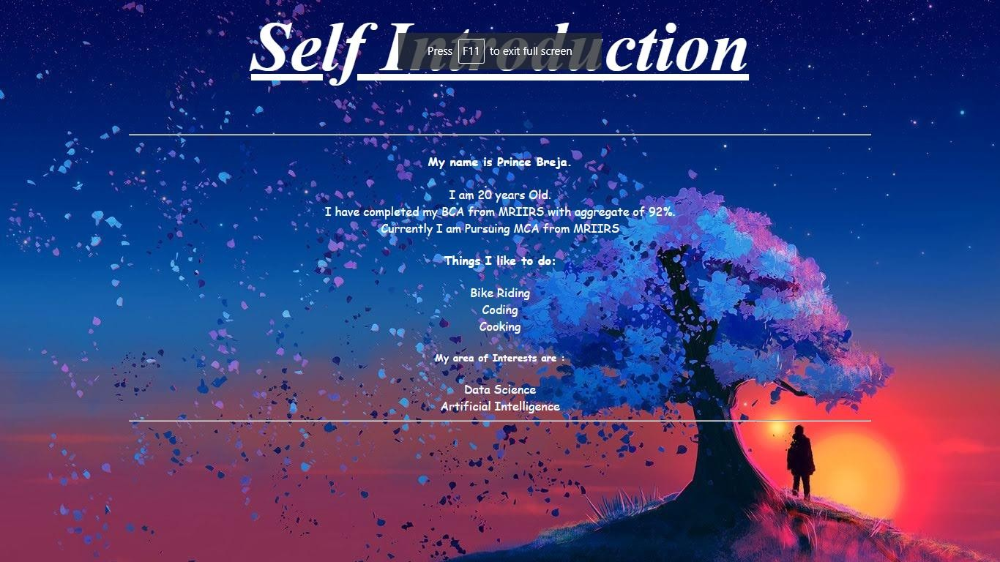 Self Introduction
Press F11 to exit full screen
My name is Prince Breja.
I am 20 years Old.
I have completed my BCA from MRIIRS with aggregate of 92%.
Currently I am Pursuing MCA from MRIIRS
Things I like to do:
Bike Riding
Coding
Cooking
My area of Interests are :
Data Science
Artificial Intelligence